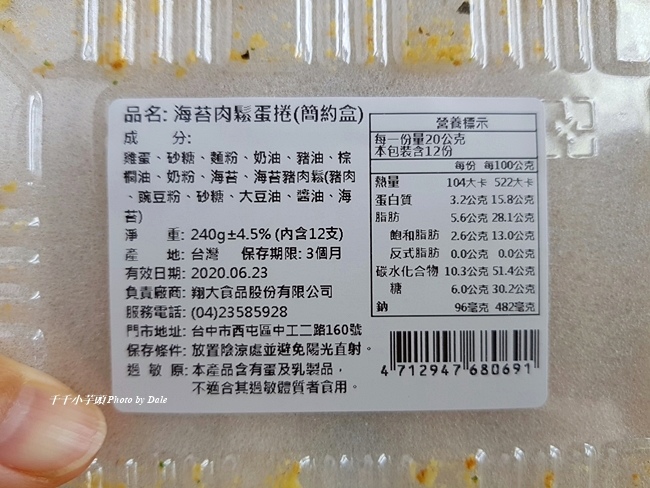 品名: 海苔肉鬆蛋捲(簡約盒)
成　　分:
雞蛋、砂糖、麵粉、奶油、豬油、棕
櫚油、奶粉、海苔、海苔豬肉鬆(豬肉
、豌豆粉、砂糖、大豆油、醬油、海
苔)
淨　　重: 240g±4.5% (內含12支)
產　　地: 台灣　保存期限: 3個月
有效日期: 2020.06.23
負責廠商: 翔大食品股份有限公司
服務電話: (04)23585928
門市地址: 台中市西屯區中工二路160號
保存條件: 放置陰涼處並避免陽光直射。
過 敏 原: 本產品含有蛋及乳製品，
不適合其過敏體質者食用。
營養標示
每一份量20公克
本包裝含12份
每份 每100公克
熱量 104大卡 522大卡
蛋白質 3.2公克 15.8公克
脂肪 5.6公克 28.1公克
飽和脂肪 2.6公克 13.0公克
反式脂肪 0.0公克 0.0公克
碳水化合物 10.3公克 51.4公克
糖 6.0公克 30.2公克
鈉 96毫克 482毫克
4 712947 680691
千千小芋頭 Photo by Dale